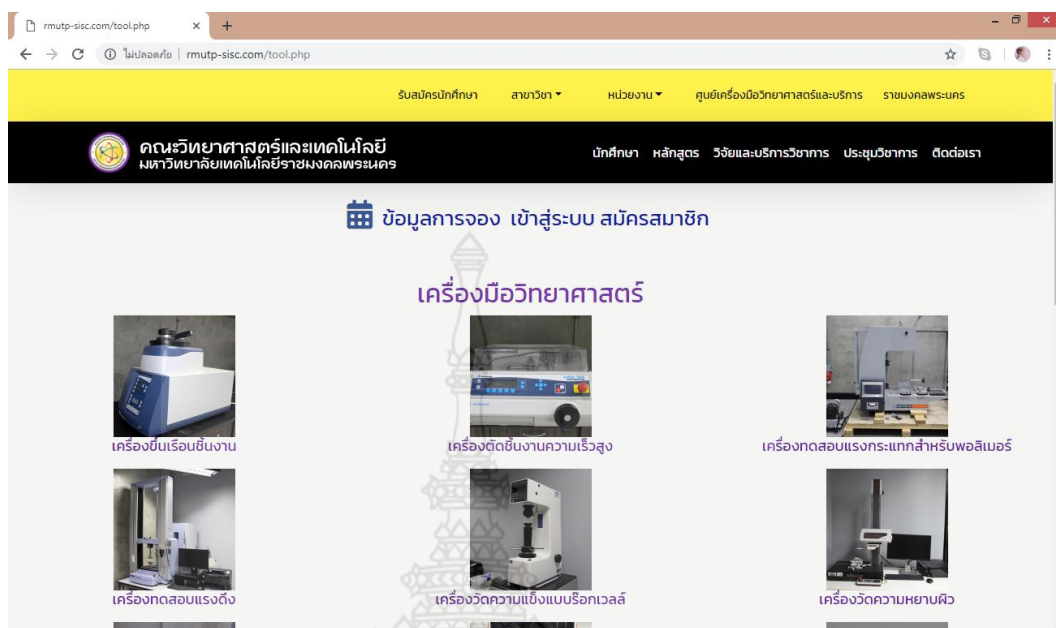 rmutp-sisc.com/tool.php
ไม่ปลอดภัย | rmutp-sisc.com/tool.php
รับสมัครนักศึกษา สาขาวิชา หน่วยงาน ศูนย์เครื่องมือวิทยาศาสตร์และบริการ ราชมงคลพระนคร
คณะวิทยาศาสตร์และเทคโนโลยี
มหาวิทยาลัยเทคโนโลยีราชมงคลพระนคร
นักศึกษา หลักสูตร วิจัยและบริการวิชาการ ประชุมวิชาการ ติดต่อเรา
ข้อมูลการจอง เข้าสู่ระบบ สมัครสมาชิก
เครื่องมือวิทยาศาสตร์
เครื่องขึ้นเรือนชิ้นงาน เครื่องตัดชิ้นงานความเร็วสูง เครื่องทดสอบแรงกระแทกสำหรับพอลิเมอร์
เครื่องทดสอบแรงดึง เครื่องวัดความแข็งแบบร๊อกเวลล์ เครื่องวัดความหยาบผิว